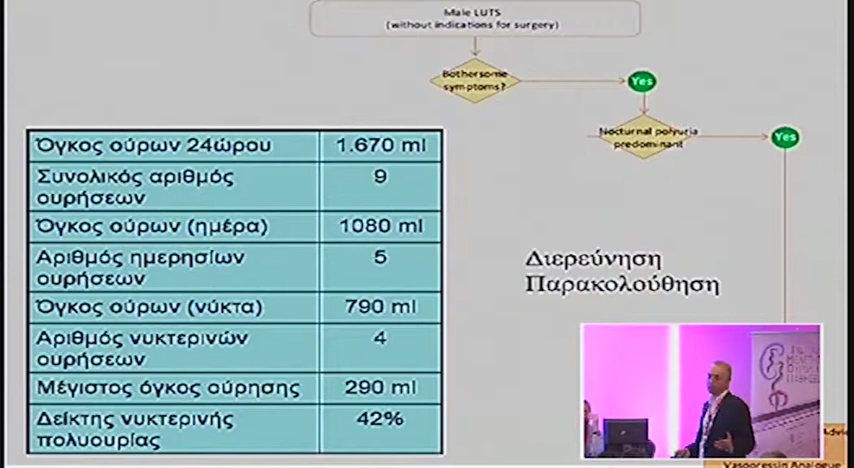 Male LUTS
(without indications for surgery)
Bothersome
symptoms?
Yes
Nocturnal polyuria
predominant
Yes
Όγκος ούρων 24ώρου 1.670 ml
Συνολικός αριθμός
ουρήσεων 9
Όγκος ούρων (ημέρα) 1080 ml
Αριθμός ημερησίων
ουρήσεων 5
Όγκος ούρων (νύκτα) 790 ml
Αριθμός νυκτερινών
ουρήσεων 4
Μέγιστος όγκος ούρησης 290 ml
Δείκτης νυκτερινής
πολυουρίας 42%
Διερεύνηση
Παρακολούθηση
Vasopressin Analogue